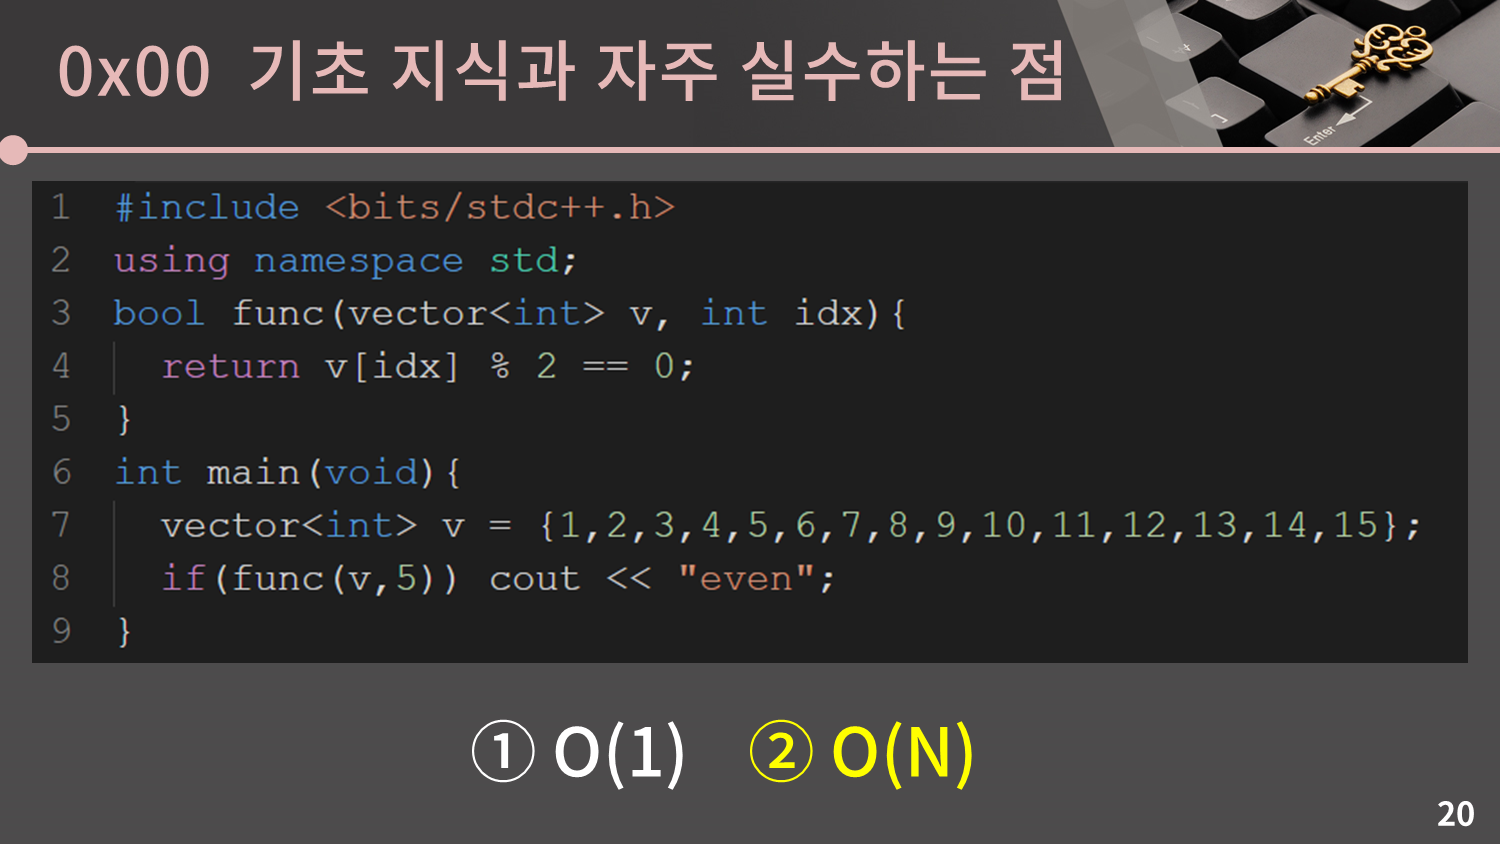 0x00 기초 지식과 자주 실수하는 점
Enter
1 #include <bits/stdc++.h>
2 using namespace std;
3 bool func(vector<int> v, int idx){
4   return v[idx] % 2 == 0;
5 }
6 int main(void){
7   vector<int> v = {1,2,3,4,5,6,7,8,9,10,11,12,13,14,15};
8   if(func(v,5)) cout << "even";
9 }
① O(1) ② O(N)
20